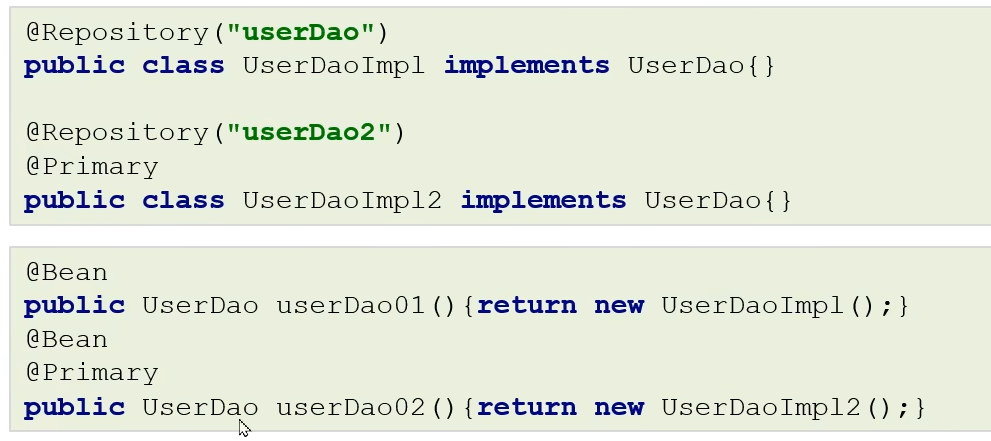 @Repository("userDao")
public class UserDaoImpl implements UserDao{}
@Repository("userDao2")
@Primary
public class UserDaoImpl2 implements UserDao{}
@Bean
public UserDao userDao01(){return new UserDaoImpl();}
@Bean
@Primary
public UserDao userDao02(){return new UserDaoImpl2();}